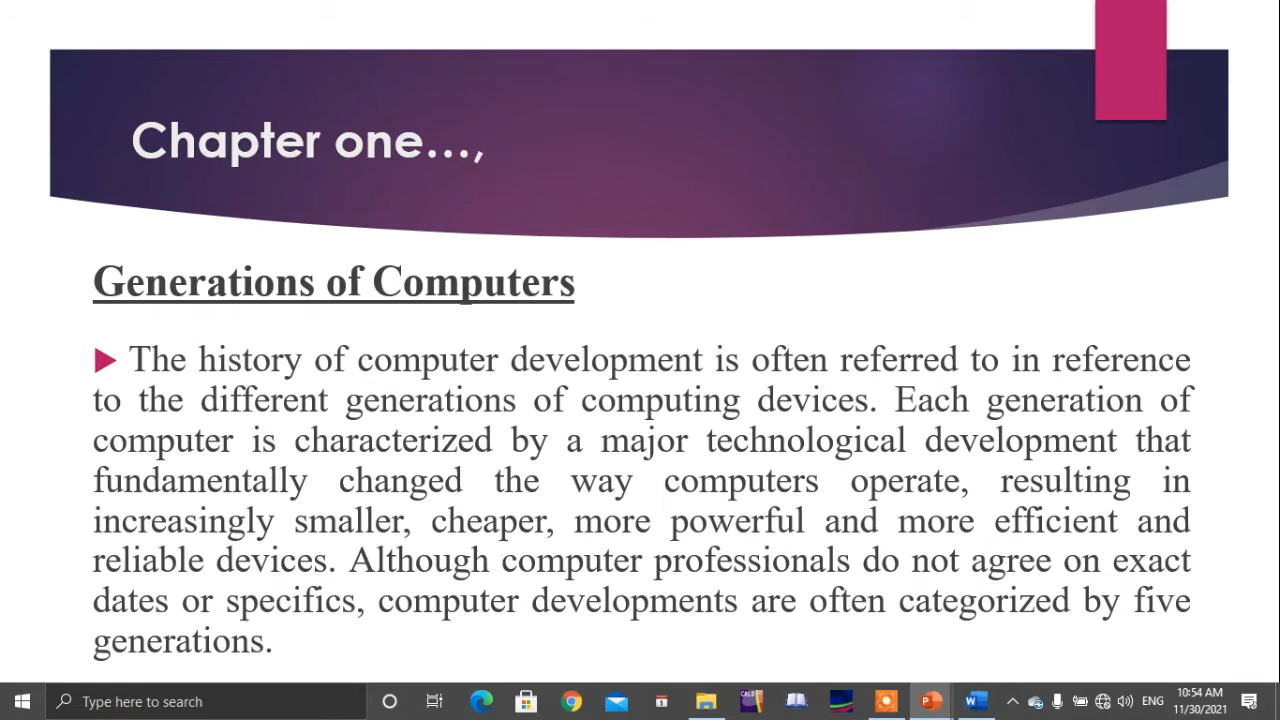 Chapter one...,
Generations of Computers
The history of computer development is often referred to in reference
to the different generations of computing devices. Each generation of
computer is characterized by a major technological development that
fundamentally changed the way computers operate, resulting in
increasingly smaller, cheaper, more powerful and more efficient and
reliable devices. Although computer professionals do not agree on exact
dates or specifics, computer developments are often categorized by five
generations.
Type here to search
CALD
1
P
W
ENG
10:54 AM
11/30/2021